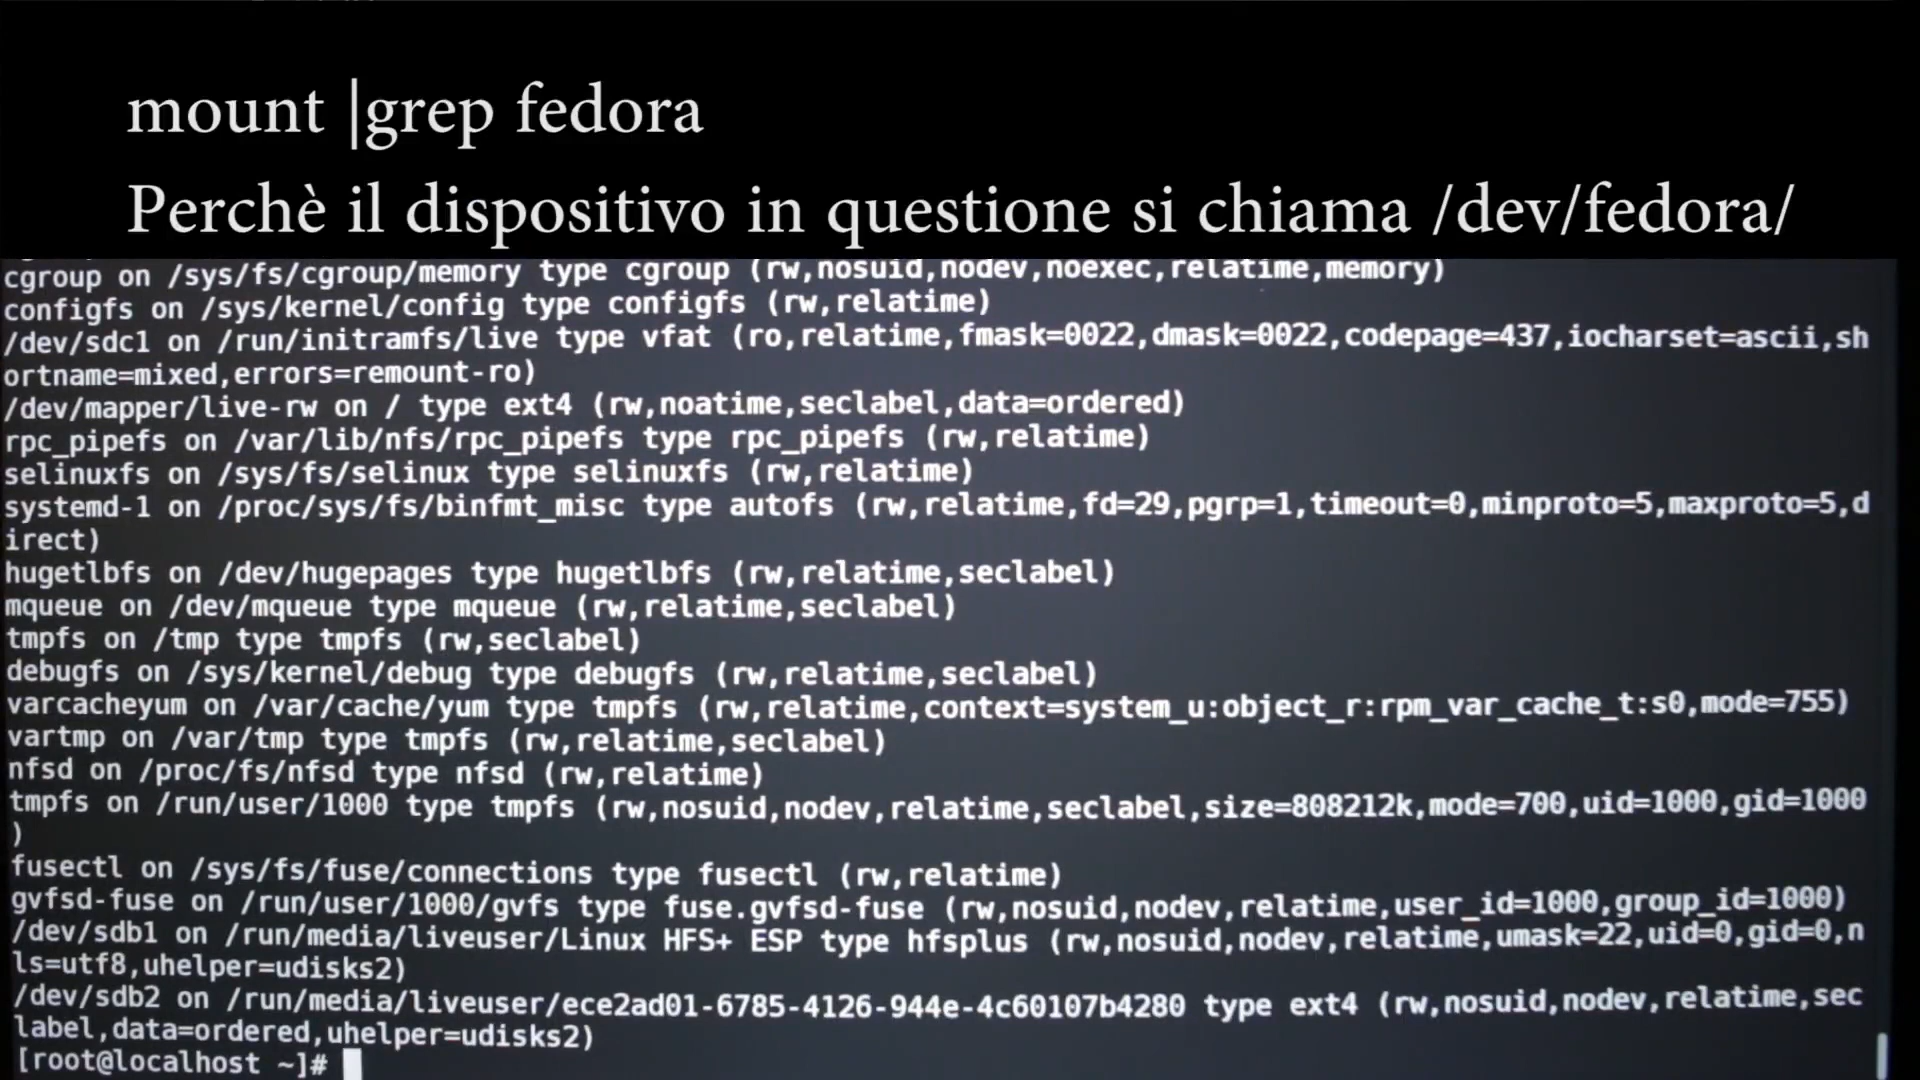 mount |grep fedora
Perchè il dispositivo in questione si chiama /dev/fedora/
cgroup on /sys/fs/cgroup/memory type cgroup (rw,nosuid,nodev,noexec,relatime,memory)
configfs on /sys/kernel/config type configfs (rw,relatime)
/dev/sdc1 on /run/initramfs/live type vfat (ro,relatime,fmask=0022,dmask=0022,codepage=437,iocharset=ascii,sh
ortname=mixed,errors=remount-ro)
/dev/mapper/live-rw on / type ext4 (rw,noatime,seclabel,data=ordered)
rpc_pipefs on /var/lib/nfs/rpc_pipefs type rpc_pipefs (rw,relatime)
selinuxfs on /sys/fs/selinux type selinuxfs (rw,relatime)
systemd-1 on /proc/sys/fs/binfmt_misc type autofs (rw,relatime,fd=29,pgrp=1,timeout=0,minproto=5,maxproto=5,d
irect)
hugetlbfs on /dev/hugepages type hugetlbfs (rw,relatime,seclabel)
mqueue on /dev/mqueue type mqueue (rw,relatime,seclabel)
tmpfs on /tmp type tmpfs (rw,seclabel)
debugfs on /sys/kernel/debug type debugfs (rw,relatime,seclabel)
varcacheyum on /var/cache/yum type tmpfs (rw,relatime,context=system_u:object_r:rpm_var_cache_t:s0,mode=755)
vartmp on /var/tmp type tmpfs (rw,relatime,seclabel)
nfsd on /proc/fs/nfsd type nfsd (rw,relatime)
tmpfs on /run/user/1000 type tmpfs (rw,nosuid,nodev,relatime,seclabel,size=808212k,mode=700,uid=1000,gid=1000
)
fusectl on /sys/fs/fuse/connections type fusectl (rw,relatime)
gvfsd-fuse on /run/user/1000/gvfs type fuse.gvfsd-fuse (rw,nosuid,nodev,relatime,user_id=1000,group_id=1000)
/dev/sdb1 on /run/media/liveuser/Linux HFS+ ESP type hfsplus (rw,nosuid,nodev,relatime,umask=22,uid=0,gid=0,n
ls=utf8,uhelper=udisks2)
/dev/sdb2 on /run/media/liveuser/ece2ad01-6785-4126-944e-4c60107b4280 type ext4 (rw,nosuid,nodev,relatime,sec
label,data=ordered,uhelper=udisks2)
[root@localhost ~]#